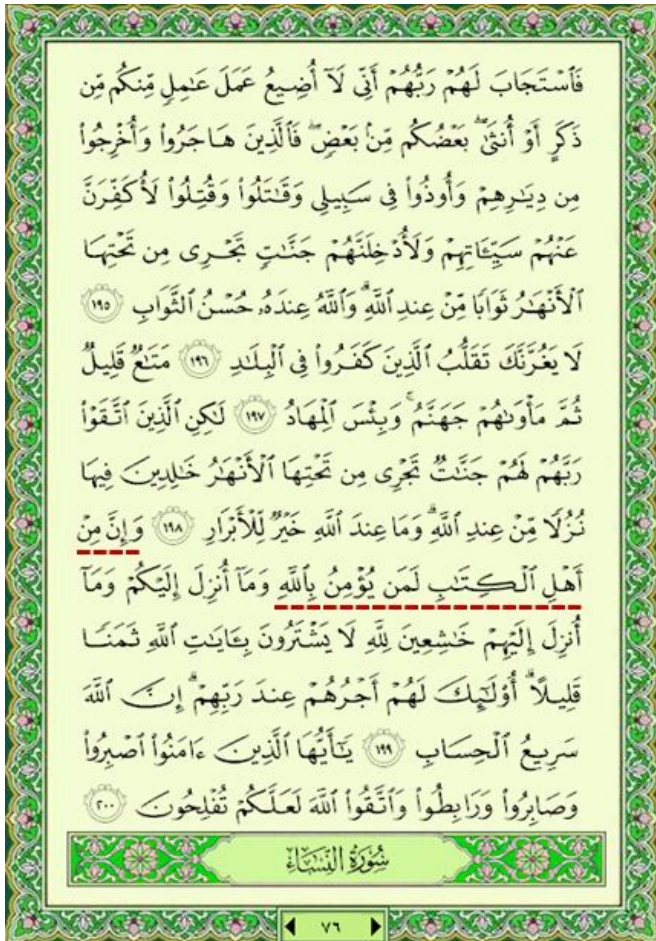 فَٱسْتَجَابَ لَهُمْ رَبُّهُمْ أَنِّى لَآ أُضِيعُ عَمَلَ عَٰمِلٍ مِّنكُم مِّن
ذَكَرٍ أَوْ أُنثَىٰ ۖ بَعْضُكُم مِّنۢ بَعْضٍ ۖ فَٱلَّذِينَ هَاجَرُوا۟ وَأُخْرِجُوا۟
مِن دِيَٰرِهِمْ وَأُوذُوا۟ فِى سَبِيلِى وَقَٰتَلُوا۟ وَقُتِلُوا۟ لَأُكَفِّرَنَّ
عَنْهُمْ سَيِّـَٔاتِهِمْ وَلَأُدْخِلَنَّهُمْ جَنَّٰتٍ تَجْرِى مِن تَحْتِهَا
ٱلْأَنْهَٰرُ ثَوَابًا مِّنْ عِندِ ٱللَّهِ ۗ وَٱللَّهُ عِندَهُۥ حُسْنُ ٱلثَّوَابِ ١٩٥
لَا يَغُرَّنَّكَ تَقَلُّبُ ٱلَّذِينَ كَفَرُوا۟ فِى ٱلْبِلَٰدِ ١٩٦ مَتَٰعٌ قَلِيلٌ
ثُمَّ مَأْوَىٰهُمْ جَهَنَّمُ ۚ وَبِئْسَ ٱلْمِهَادُ ١٩٧ لَٰكِنِ ٱلَّذِينَ ٱتَّقَوْا۟
رَبَّهُمْ لَهُمْ جَنَّٰتٌ تَجْرِى مِن تَحْتِهَا ٱلْأَنْهَٰرُ خَٰلِدِينَ فِيهَا
نُزُلًا مِّنْ عِندِ ٱللَّهِ ۗ وَمَا عِندَ ٱللَّهِ خَيْرٌ لِّلْأَبْرَارِ ١٩٨ وَإِنَّ مِنْ
أَهْلِ ٱلْكِتَٰبِ لَمَن يُؤْمِنُ بِٱللَّهِ وَمَآ أُنزِلَ إِلَيْكُمْ وَمَآ
أُنزِلَ إِلَيْهِمْ خَٰشِعِينَ لِلَّهِ لَا يَشْتَرُونَ بِـَٔايَٰتِ ٱللَّهِ ثَمَنًا
قَلِيلًا ۗ أُو۟لَٰٓئِكَ لَهُمْ أَجْرُهُمْ عِندَ رَبِّهِمْ ۗ إِنَّ ٱللَّهَ
سَرِيعُ ٱلْحِسَابِ ١٩٩ يَٰٓأَيُّهَا ٱلَّذِينَ ءَامَنُوا۟ ٱصْبِرُوا۟
وَصَابِرُوا۟ وَرَابِطُوا۟ وَٱتَّقُوا۟ ٱللَّهَ لَعَلَّكُمْ تُفْلِحُونَ ٢٠٠
سُورَةُ النِّسَاءِ
٧٦